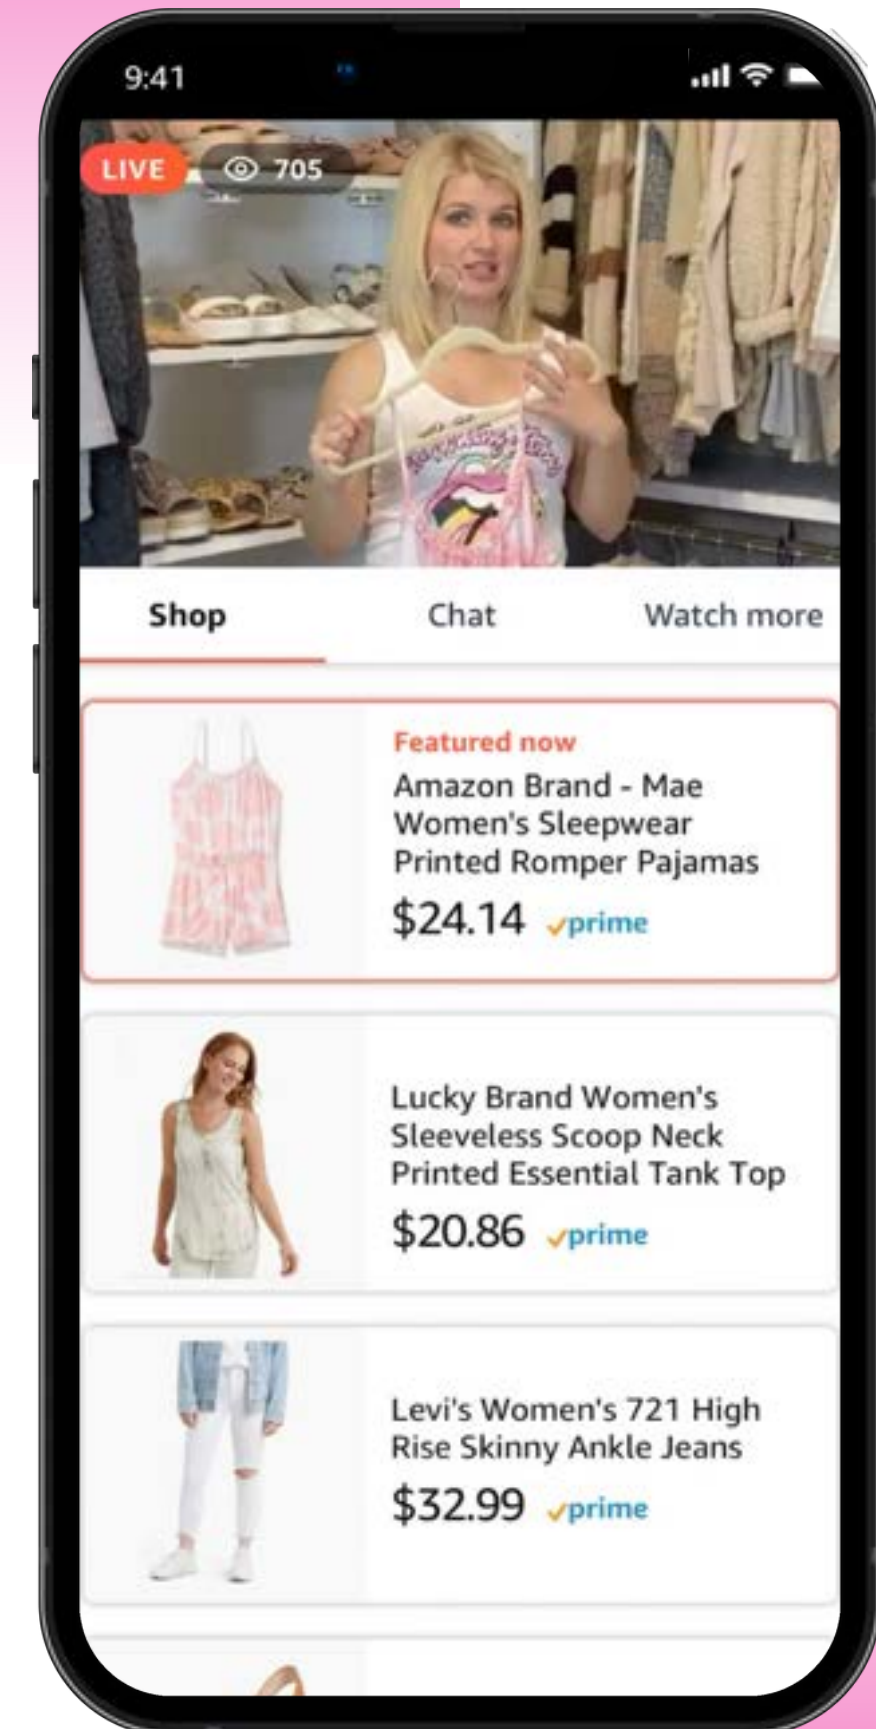 9:41
LIVE
705
Shop
Chat
Watch more
Featured now
Amazon Brand - Mae
Women's Sleepwear
Printed Romper Pajamas
$24.14 prime
Lucky Brand Women's
Sleeveless Scoop Neck
Printed Essential Tank Top
$20.86 prime
Levi's Women's 721 High
Rise Skinny Ankle Jeans
$32.99 prime